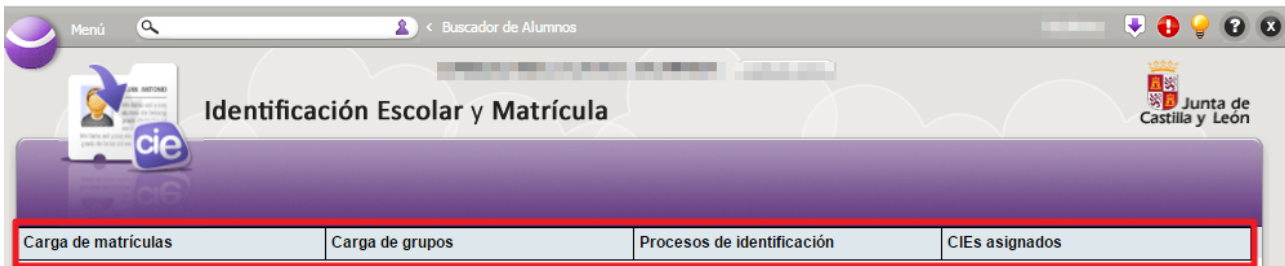 Menú
< Buscador de Alumnos
Identificación Escolar y Matrícula
cie
Junta de
Castilla y León
Carga de matrículas
Carga de grupos
Procesos de identificación
CIEs asignados